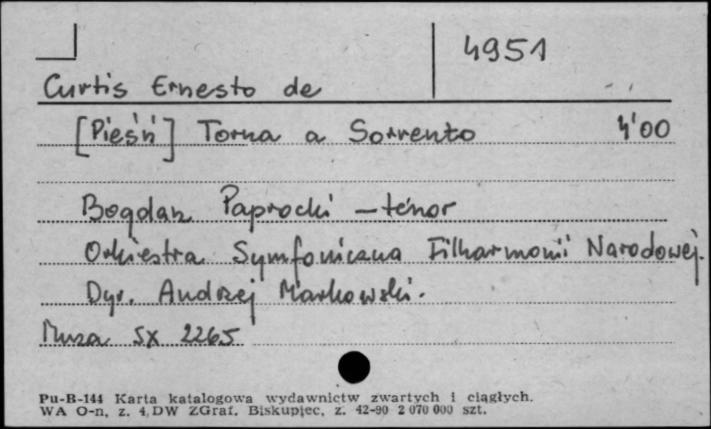 4951
Curtis Ernesto de
[Pieśń] Torna a Sorrento 4'00
Bogdan Paprocki – tenor
Orkiestra Symfoniczna Filharmonii Narodowej.
Dyr. Andrzej Markowski.
Muza SX 2265
Pu-B-144 Karta katalogowa wydawnictw zwartych i ciągłych.
WA O-n, z. 4, DW ZGraf. Biskupiec, z. 42-90 2 070 000 szt.